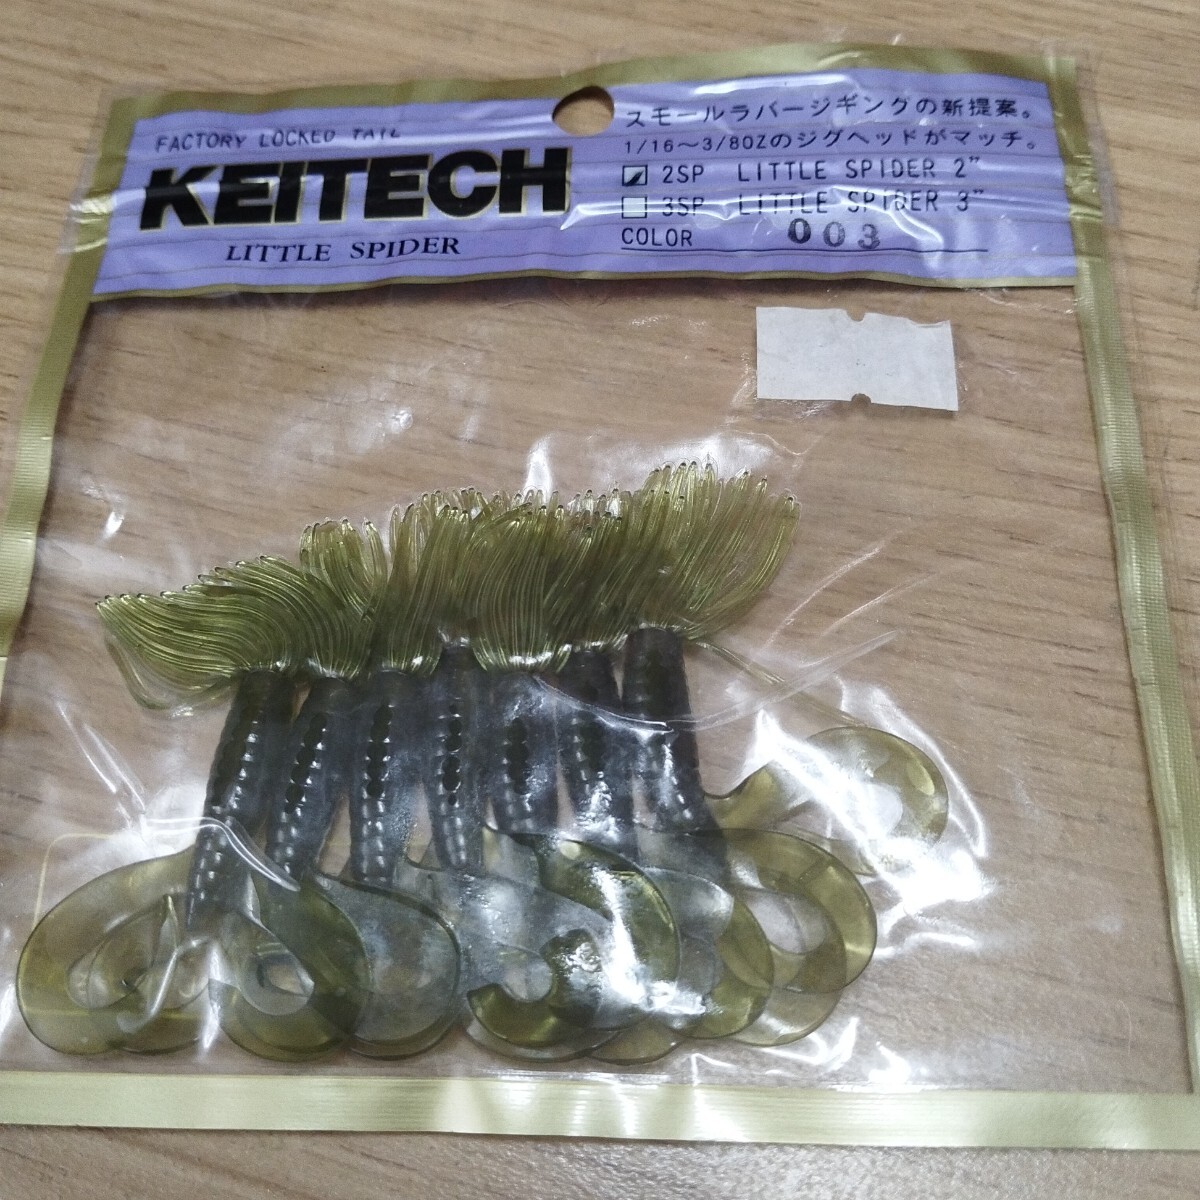 FACTORY LOCKED TAIL
KEITECH
LITTLE SPIDER
スモールラバージギングの新提案。
1/16〜3/8OZのジグヘッドがマッチ。
2SP LITTLE SPIDER 2"
3SP LITTLE SPIDER 3"
COLOR 003